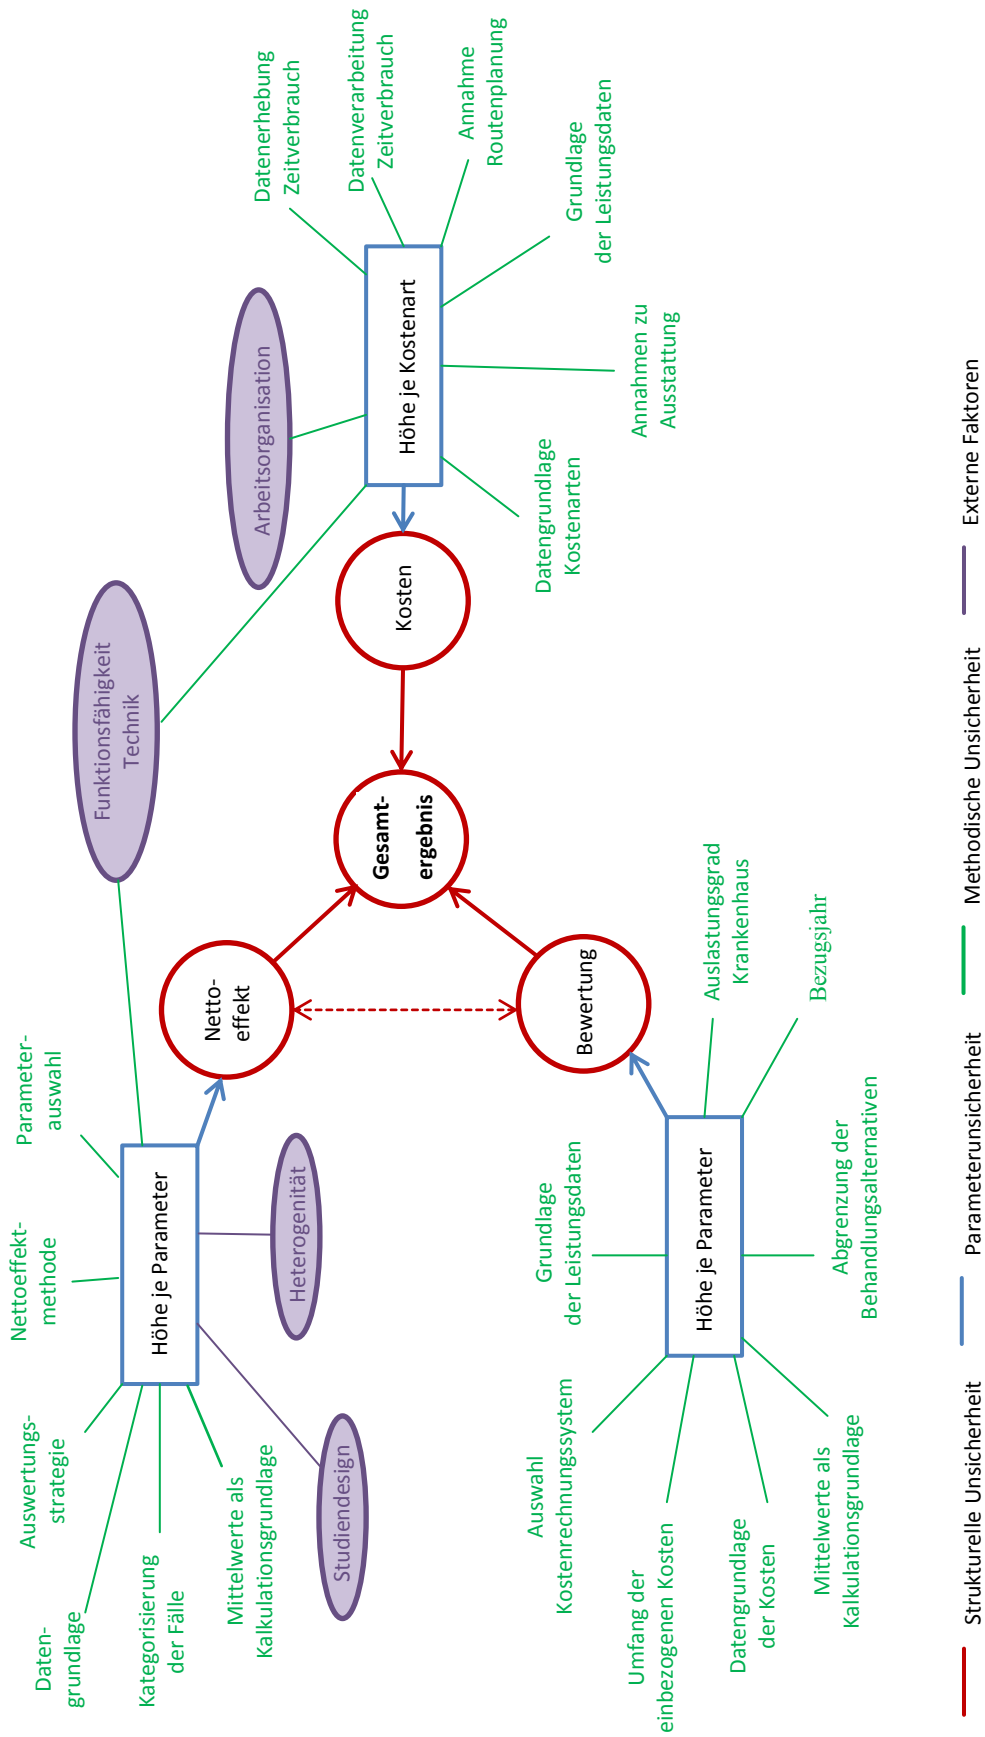 Daten-
grundlage
Auswertungs-
strategie
Nettoeffekt-
methode
Parameter-
auswahl
Kategorisierung
der Fälle
Mittelwerte als
Kalkulationsgrundlage
Höhe je Parameter
Studiendesign
Heterogenität
Funktionsfähigkeit
Technik
Arbeitsorganisation
Netto-
effekt
Gesamt-
ergebnis
Kosten
Höhe je Kostenart
Datenerhebung
Zeitverbrauch
Datenverarbeitung
Zeitverbrauch
Annahme
Routenplanung
Grundlage
der Leistungsdaten
Annahmen zu
Ausstattung
Datengrundlage
Kostenarten
Bewertung
Auswahl
Kostenrechnungssystem
Grundlage
der Leistungsdaten
Höhe je Parameter
Umfang der
einbezogenen Kosten
Datengrundlage
der Kosten
Mittelwerte als
Kalkulationsgrundlage
Abgrenzung der
Behandlungsalternativen
Auslastungsgrad
Krankenhaus
Bezugsjahr
Strukturelle Unsicherheit
Parameterunsicherheit
Methodische Unsicherheit
Externe Faktoren